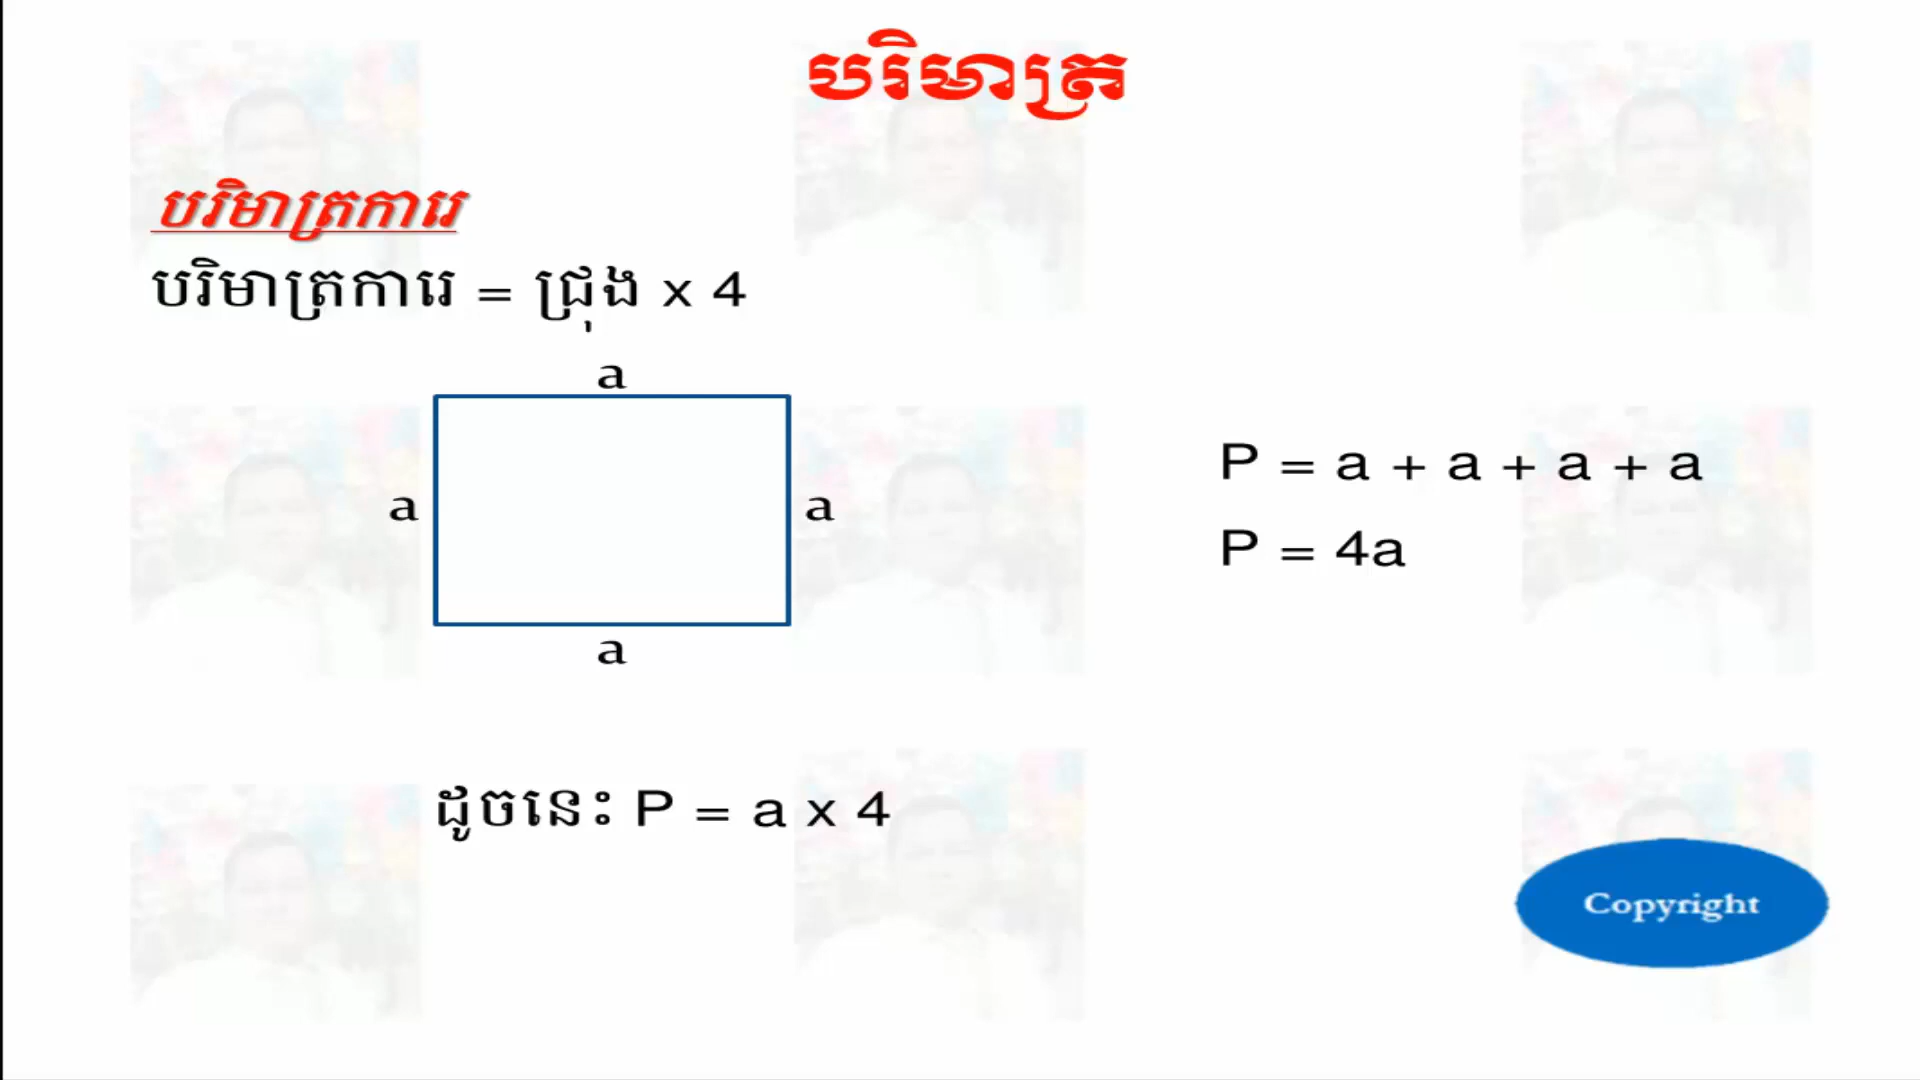 បរិមាត្រ
បរិមាត្រការេ
បរិមាត្រការេ = ជ្រុង x 4
a
a
a
a
P = a + a + a + a
P = 4a
ដូចនេះ P = a x 4
Copyright